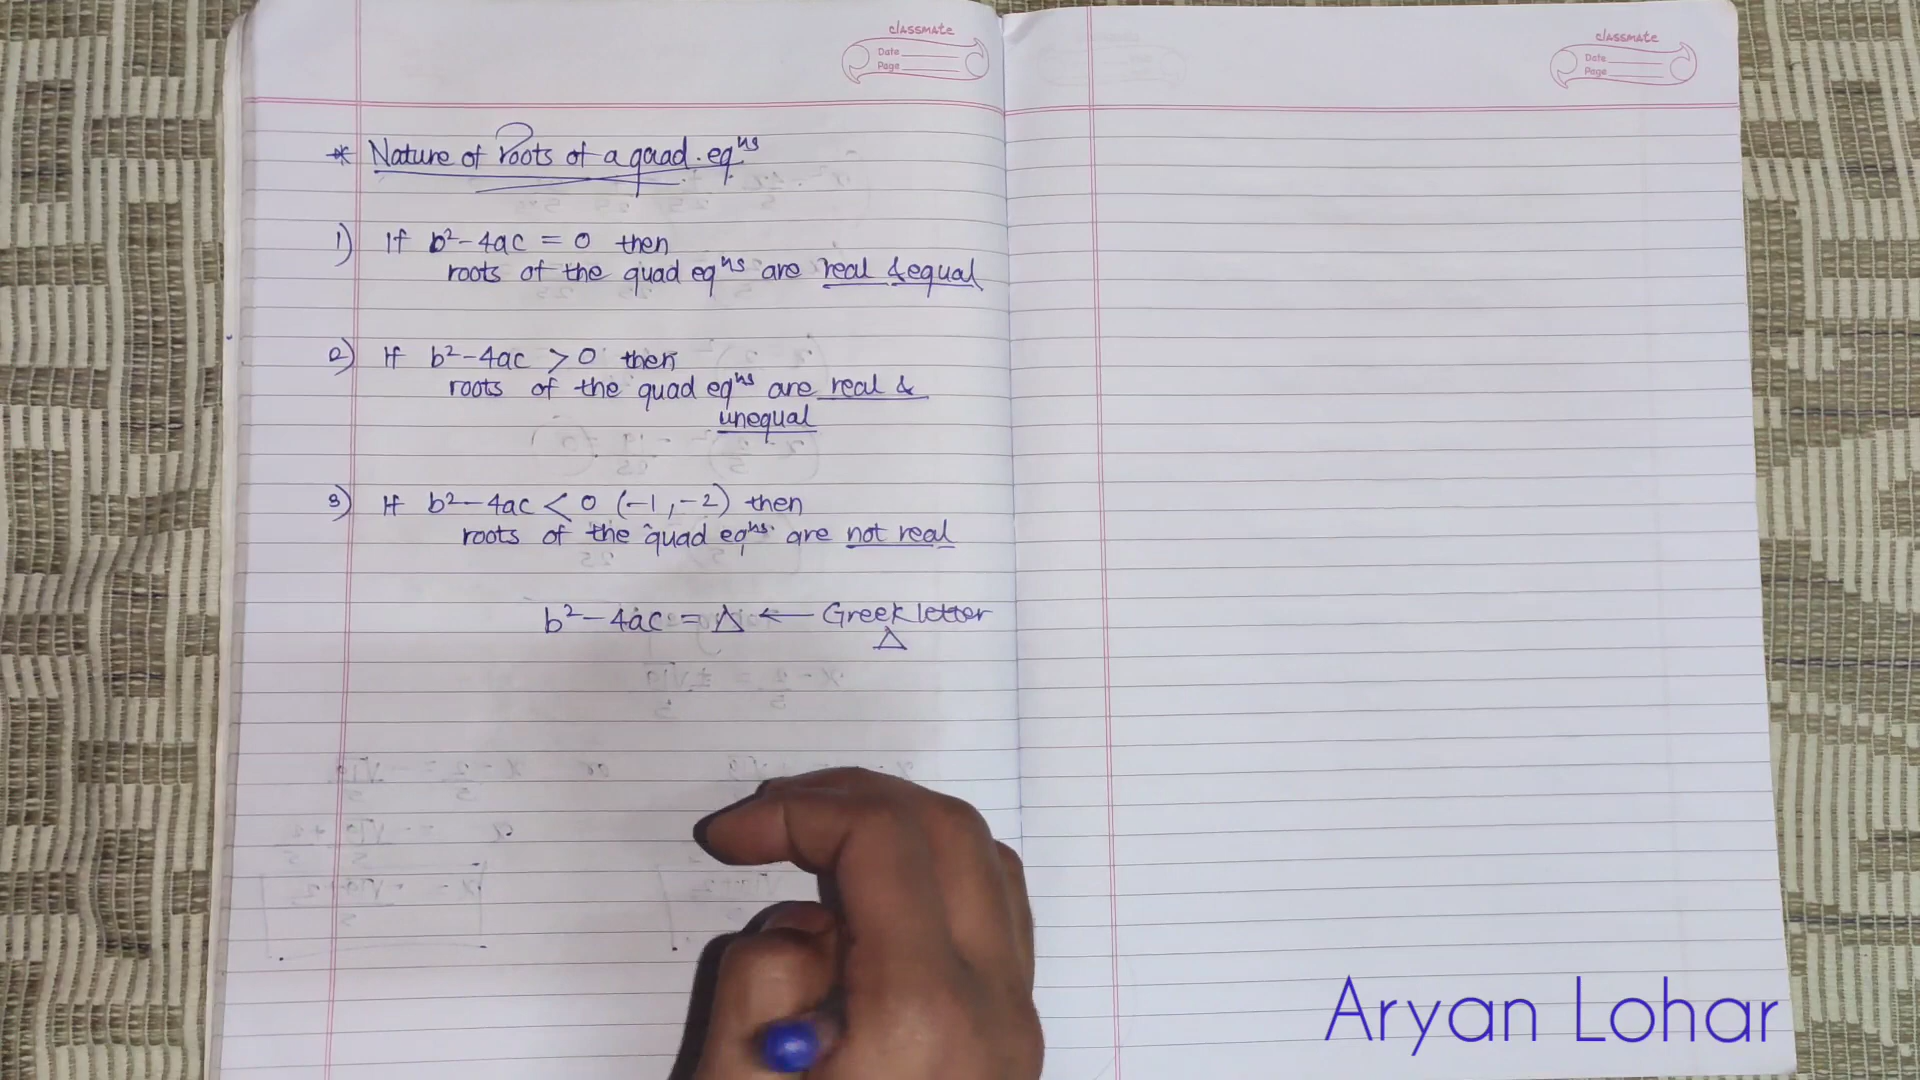 classmate
Date
Page
classmate
Date
Page
* Nature of roots of a quad. eqⁿˢ
1) If b²-4ac = 0 then
roots of the quad eqⁿˢ are real & equal
2) If b²-4ac > 0 then
roots of the quad eqⁿˢ are real &
unequal
3) If b²-4ac < 0 (-1, -2) then
roots of the quad eqⁿˢ. are not real
b²-4ac = Δ ← Greek letter
Δ
Aryan Lohar